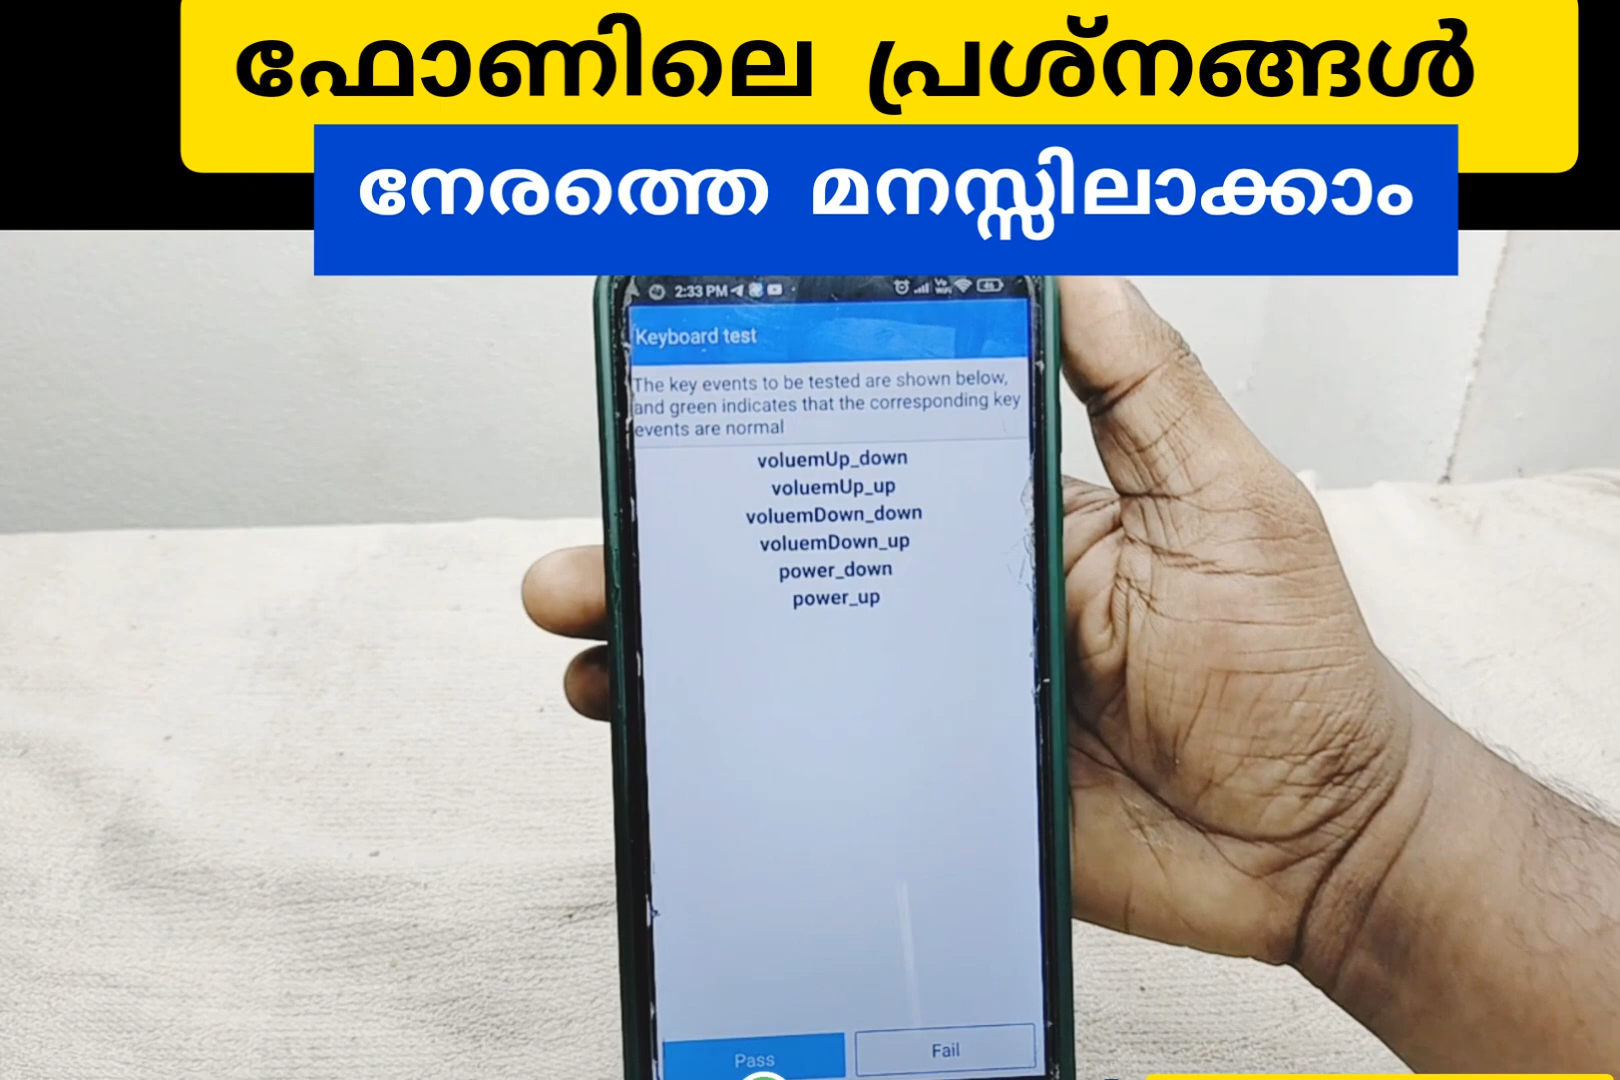 ഫോണിലെ പ്രശ്നങ്ങൾ
നേരത്തെ മനസ്സിലാക്കാം
2:33 PM
Keyboard test
The key events to be tested are shown below,
and green indicates that the corresponding key
events are normal
voluemUp_down
voluemUp_up
voluemDown_down
voluemDown_up
power_down
power_up
Pass
Fail